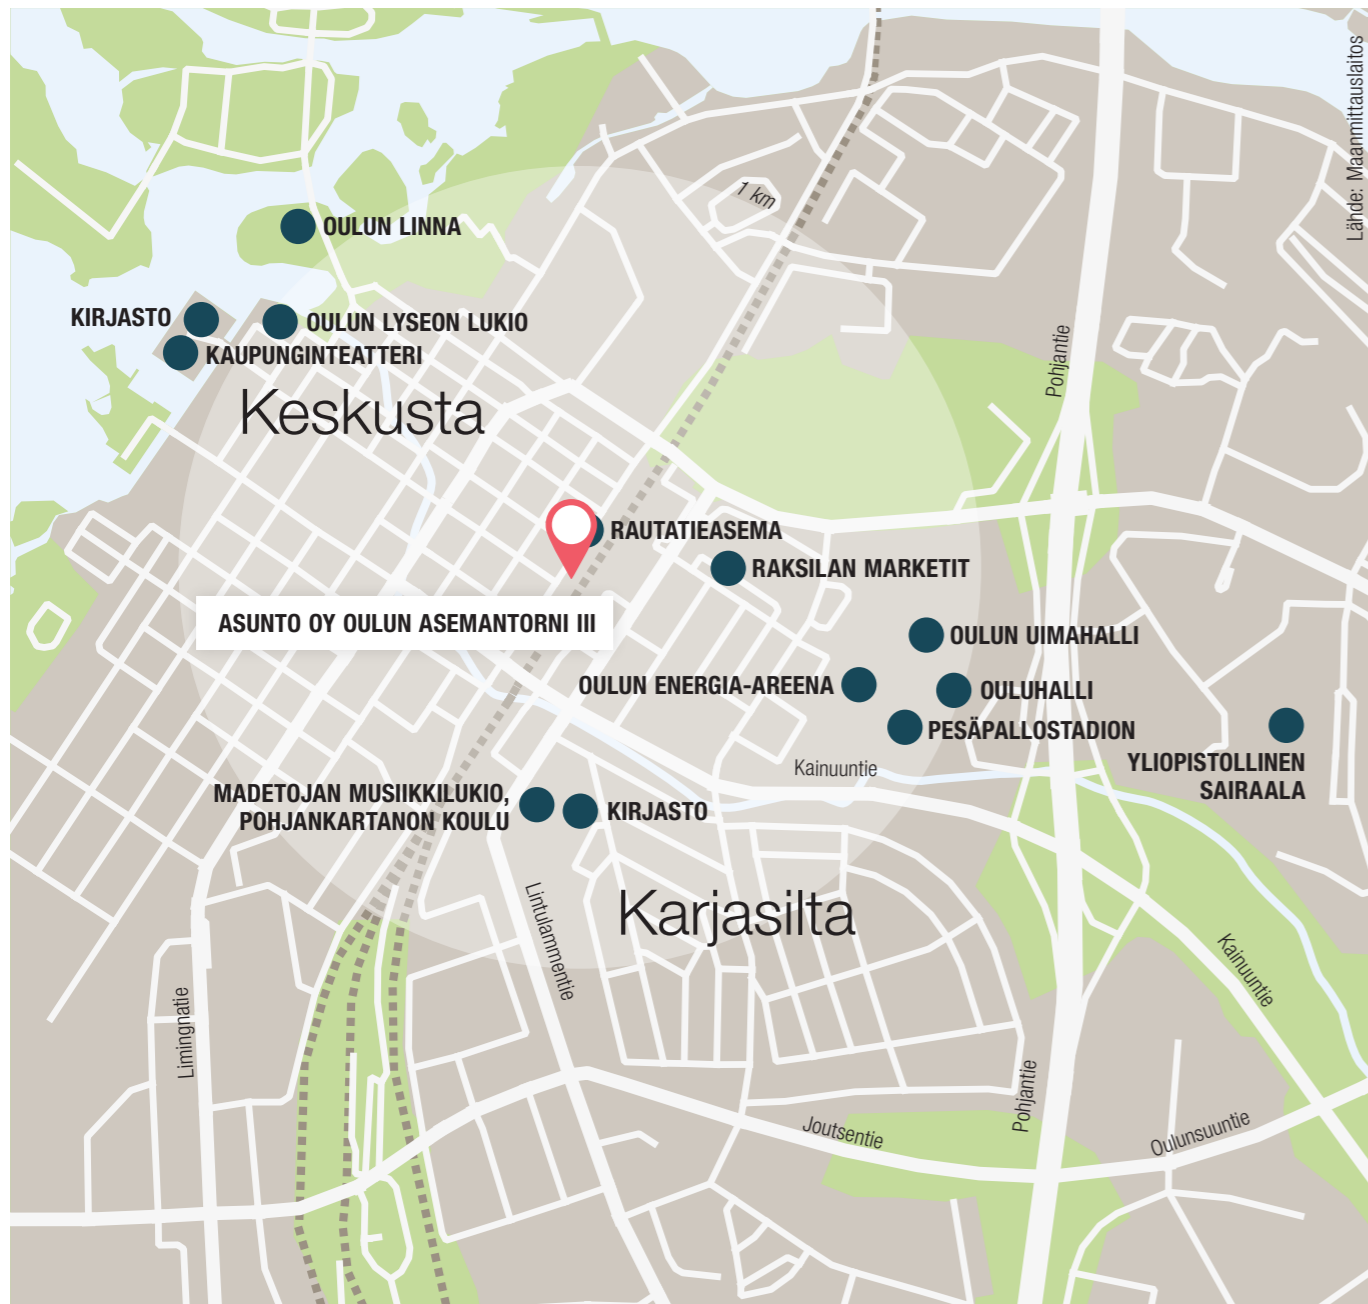 Lähde: Maanmittauslaitos
1 km
OULUN LINNA
KIRJASTO
OULUN LYSEON LUKIO
KAUPUNGINTEATTERI
Keskusta
Pohjantie
RAUTATIEASEMA
RAKSILAN MARKETIT
ASUNTO OY OULUN ASEMANTORNI III
OULUN UIMAHALLI
OULUN ENERGIA-AREENA
OULUHALLI
PESÄPALLOSTADION
YLIOPISTOLLINEN
SAIRAALA
Kainuuntie
MADETOJAN MUSIIKKILUKIO,
POHJANKARTANON KOULU
KIRJASTO
Karjasilta
Lintulammentie
Kainuuntie
Limingnatie
Pohjantie
Joutsentie
Oulunsuuntie